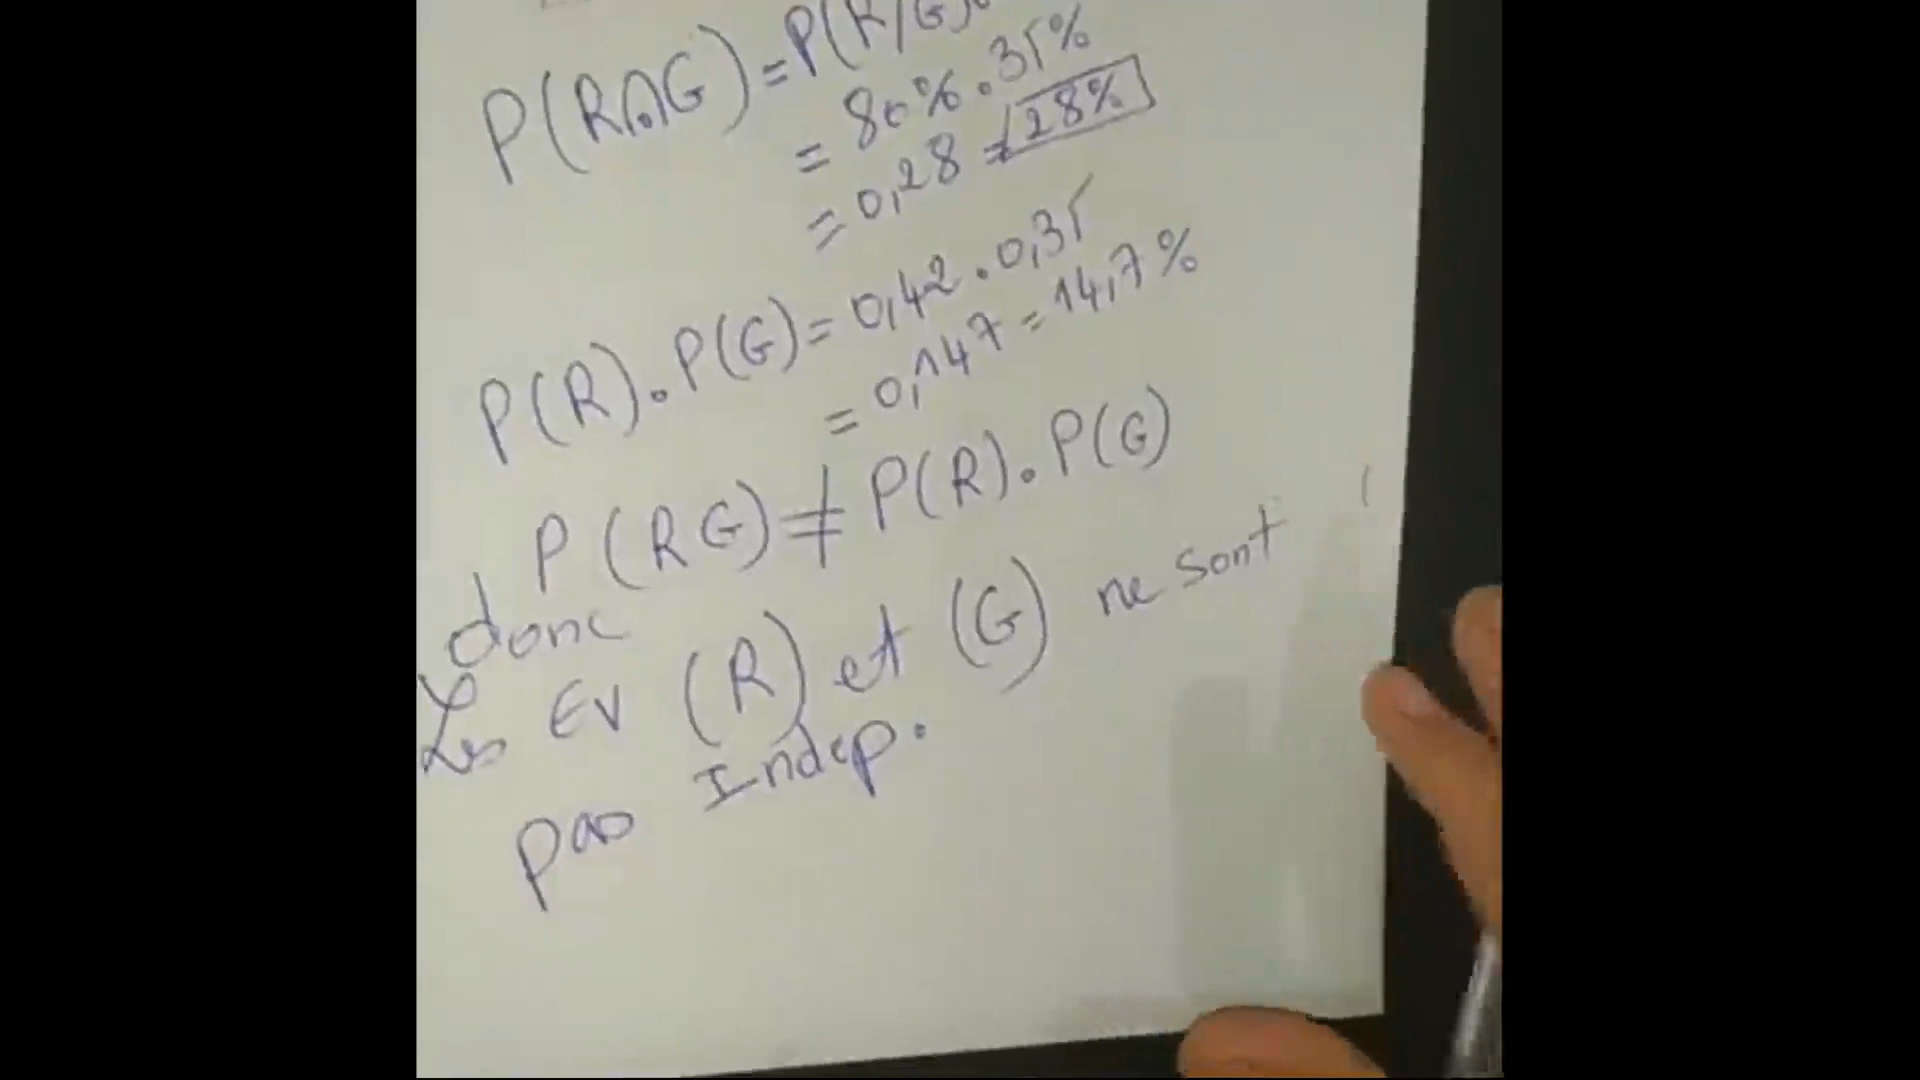 P(R∩G) = P(R/G).
= 80% . 35%
= 0,28 = 28%
P(R).P(G) = 0,42 . 0,35
= 0,147 = 14,7%
P(RG) ≠ P(R).P(G)
donc
Les EV (R) et (G) ne sont
pas Indep.